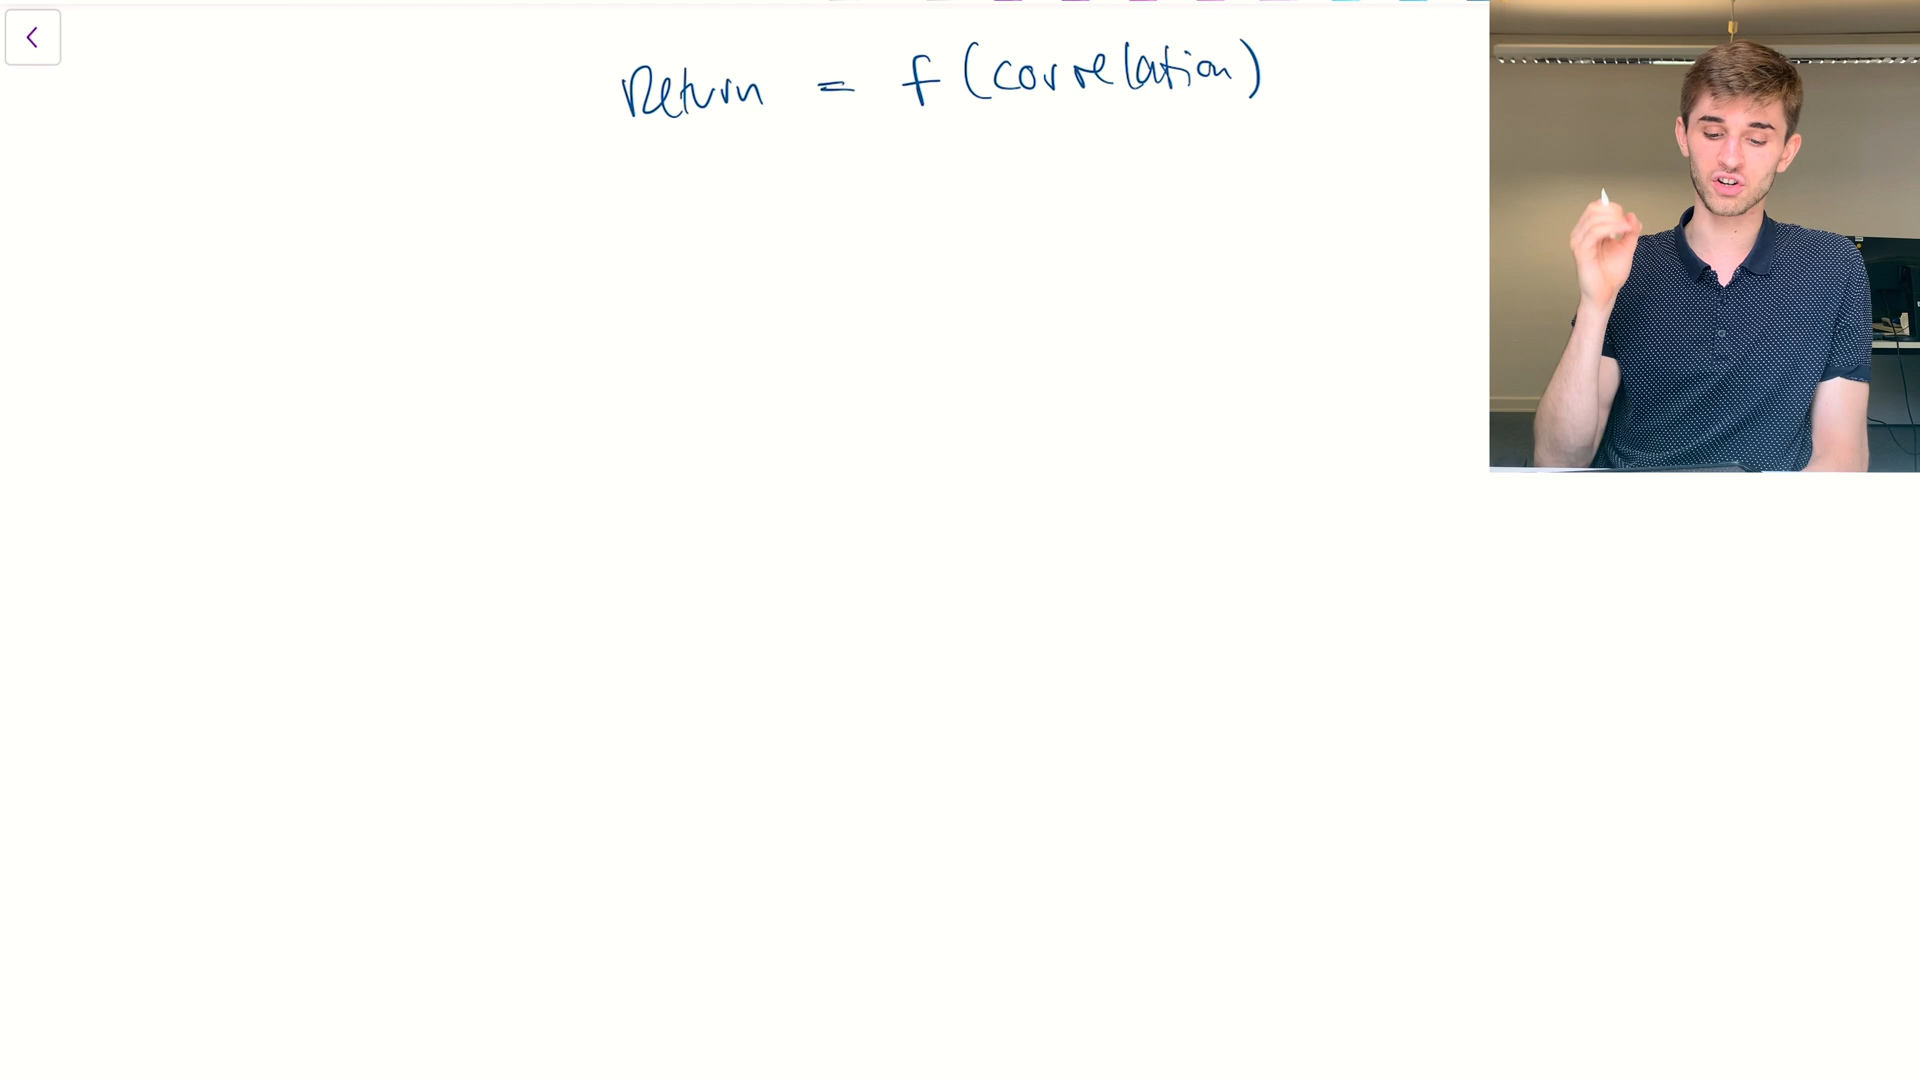 Return = f (correlation)